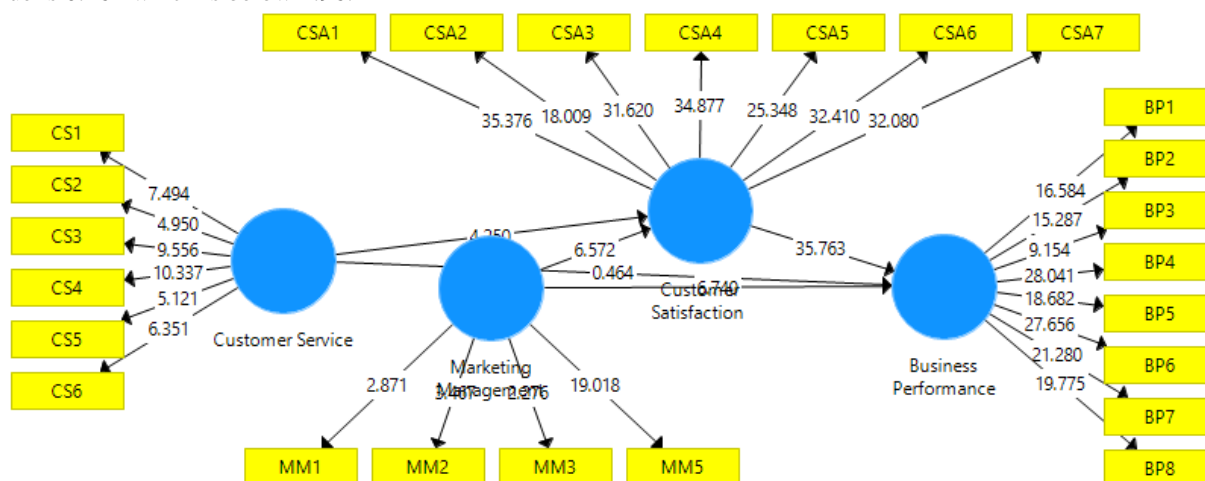 CSA1 CSA2 CSA3 CSA4 CSA5 CSA6 CSA7
35.376 18.009 31.620 34.877 25.348 32.410 32.080
CS1
CS2
CS3
CS4
CS5
CS6
7.494
4.950
9.556
10.337
5.121
6.351
Customer Service
4.250
6.572
0.464
6.740
35.763
Customer
Satisfaction
Marketing
Management
2.871 3.467 2.276 19.018
MM1 MM2 MM3 MM5
Business
Performance
16.584
15.287
9.154
28.041
18.682
27.656
21.280
19.775
BP1
BP2
BP3
BP4
BP5
BP6
BP7
BP8